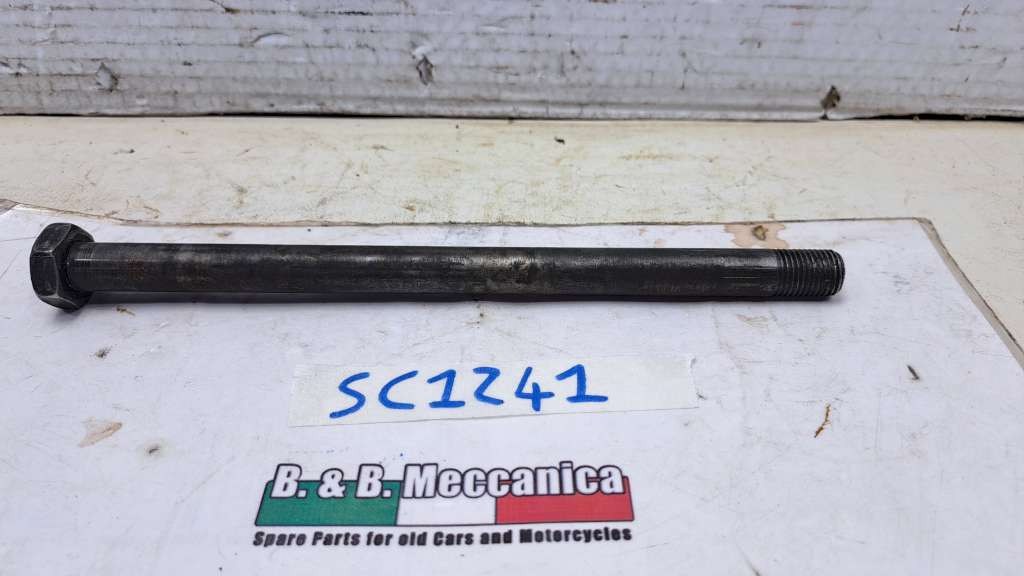 SC1241
B. & B. Meccanica
Spare Parts for old Cars and Motorcycles